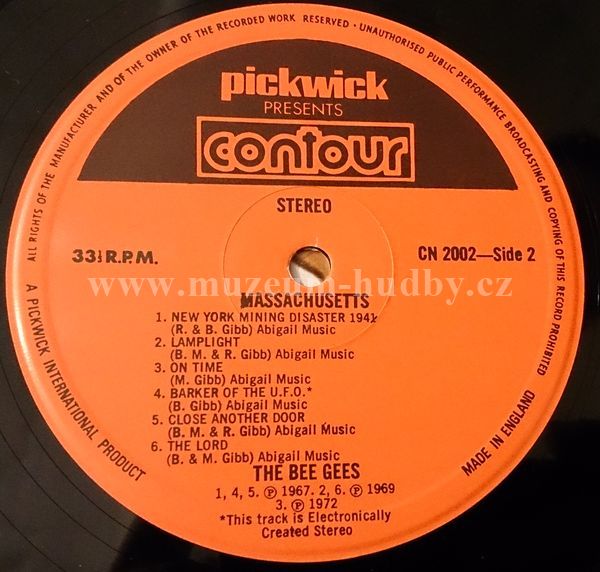 ALL RIGHTS OF THE MANUFACTURER AND OF THE OWNER OF THE RECORDED WORK RESERVED - UNAUTHORISED PUBLIC PERFORMANCE BROADCASTING AND COPYING OF THIS RECORD PROHIBITED
pickwick
PRESENTS
contour
STEREO
33⅓ R.P.M.
CN 2002—Side 2
www.muzeum-hudby.cz
MASSACHUSETTS
1. NEW YORK MINING DISASTER 1941
(R. & B. Gibb) Abigail Music
2. LAMPLIGHT
(B. M. & R. Gibb) Abigail Music
3. ON TIME
(M. Gibb) Abigail Music
4. BARKER OF THE U.F.O.*
(B. Gibb) Abigail Music
5. CLOSE ANOTHER DOOR
(B. M. & R. Gibb) Abigail Music
6. THE LORD
(B. & M. Gibb) Abigail Music
THE BEE GEES
1, 4, 5. ℗ 1967. 2, 6. ℗ 1969
3. ℗ 1972
*This track is Electronically
Created Stereo
A PICKWICK INTERNATIONAL PRODUCT
MADE IN ENGLAND